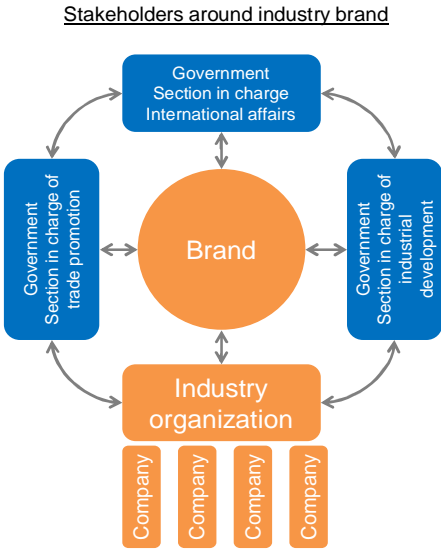 Stakeholders around industry brand
Government
Section in charge
International affairs
Government
Section in charge of
trade promotion
Brand
Government
Section in charge of
industrial
development
Industry
organization
Company
Company
Company
Company